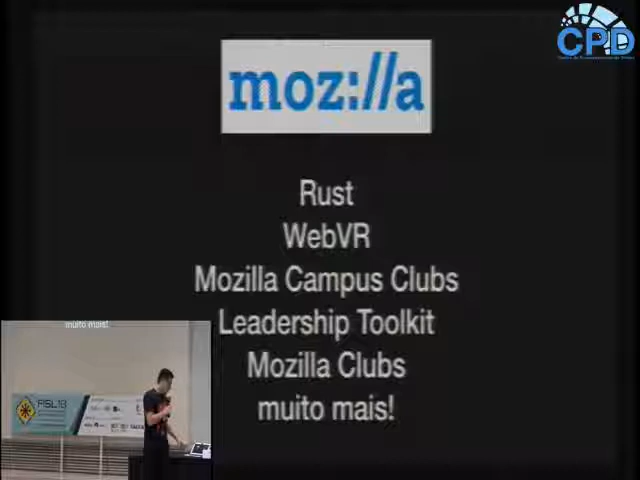 CPD
moz://a
Rust
WebVR
Mozilla Campus Clubs
Leadership Toolkit
Mozilla Clubs
muito mais!
muito mais!
FISL18